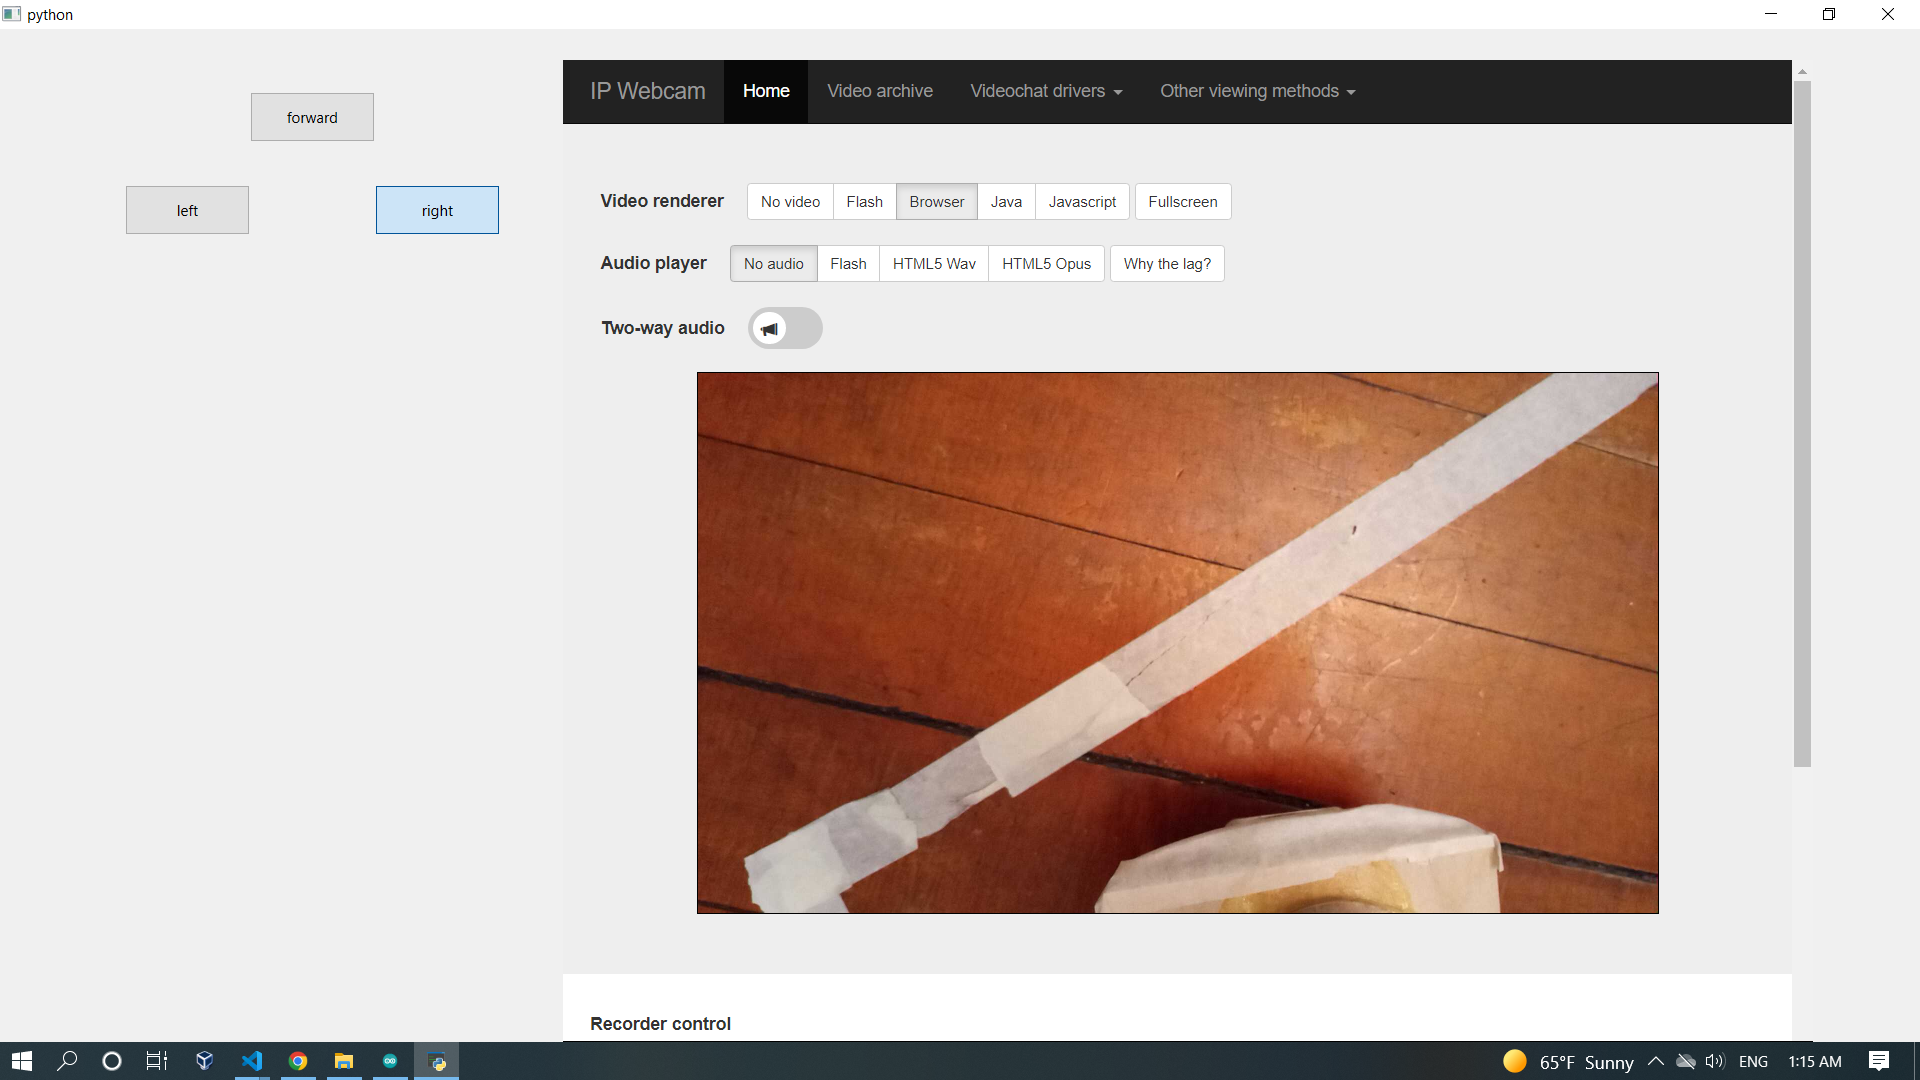 python
forward
left
right
IP Webcam Home Video archive Videochat drivers Other viewing methods
Video renderer No video Flash Browser Java Javascript Fullscreen
Audio player No audio Flash HTML5 Wav HTML5 Opus Why the lag?
Two-way audio
Recorder control
65°F Sunny ENG 1:15 AM